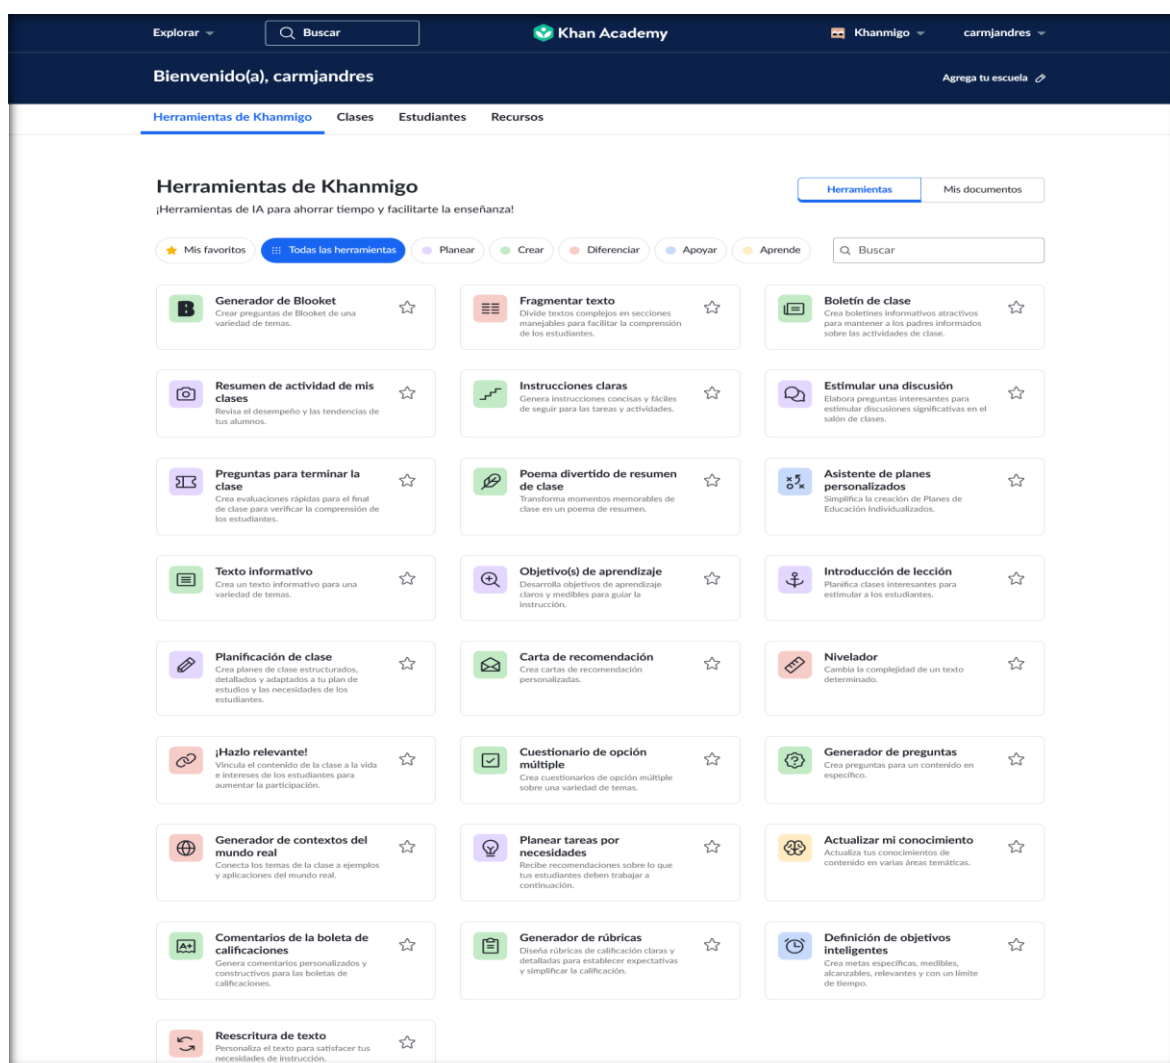 Explorar
Buscar
Khan Academy
Khanmigo
carmjandres
Bienvenido(a), carmjandres
Agrega tu escuela
Herramientas de Khanmigo
Clases
Estudiantes
Recursos
Herramientas de Khanmigo
Herramientas
Mis documentos
¡Herramientas de IA para ahorrar tiempo y facilitarte la enseñanza!
Mis favoritos
Todas las herramientas
Planear
Crear
Diferenciar
Apoyar
Aprende
Buscar
B
Generador de Blooket
Crear preguntas de Blooket de una
variedad de temas.
Fragmentar texto
Divide textos complejos en secciones
manejables para facilitar la comprensión
de los estudiantes.
Boletín de clase
Crea boletines informativos atractivos
para mantener a los padres informados
sobre las actividades de clase.
Resumen de actividad de mis
clases
Revisa el desempeño y las tendencias de
tus alumnos.
Instrucciones claras
Genera instrucciones concisas y fáciles
de seguir para las tareas y actividades.
Estimular una discusión
Elabora preguntas interesantes para
estimular discusiones significativas en el
salón de clases.
Preguntas para terminar la
clase
Crea evaluaciones rápidas para el final
de clase para verificar la comprensión de
los estudiantes.
Poema divertido de resumen
de clase
Transforma momentos memorables de
clase en un poema de resumen.
Asistente de planes
personalizados
Simplifica la creación de Planes de
Educación Individualizados.
Texto informativo
Crea un texto informativo para una
variedad de temas.
Objetivo(s) de aprendizaje
Desarrolla objetivos de aprendizaje
claros y medibles para guiar la
instrucción.
Introducción de lección
Planifica clases interesantes para
estimular a los estudiantes.
Planificación de clase
Crea planes de clase estructurados,
detallados y adaptados a tu plan de
estudios y las necesidades de los
estudiantes.
Carta de recomendación
Crea cartas de recomendación
personalizadas.
Nivelador
Cambia la complejidad de un texto
determinado.
¡Hazlo relevante!
Vincula el contenido de la clase a la vida
e intereses de los estudiantes para
aumentar la participación.
Cuestionario de opción
múltiple
Crea cuestionarios de opción múltiple
sobre una variedad de temas.
Generador de preguntas
Crea preguntas para un contenido en
específico.
Generador de contextos del
mundo real
Conecta los temas de la clase a ejemplos
y aplicaciones del mundo real.
Planear tareas por
necesidades
Recibe recomendaciones sobre lo que
tus estudiantes deben trabajar a
continuación.
Actualizar mi conocimiento
Actualiza tus conocimientos de
contenido en varias áreas temáticas.
A+
Comentarios de la boleta de
calificaciones
Genera comentarios personalizados y
constructivos para las boletas de
calificaciones.
Generador de rúbricas
Diseña rúbricas de calificación claras y
detalladas para establecer expectativas
y simplificar la calificación.
Definición de objetivos
inteligentes
Crea metas específicas, medibles,
alcanzables, relevantes y con un límite
de tiempo.
Reescritura de texto
Personaliza el texto para satisfacer tus
necesidades de instrucción.